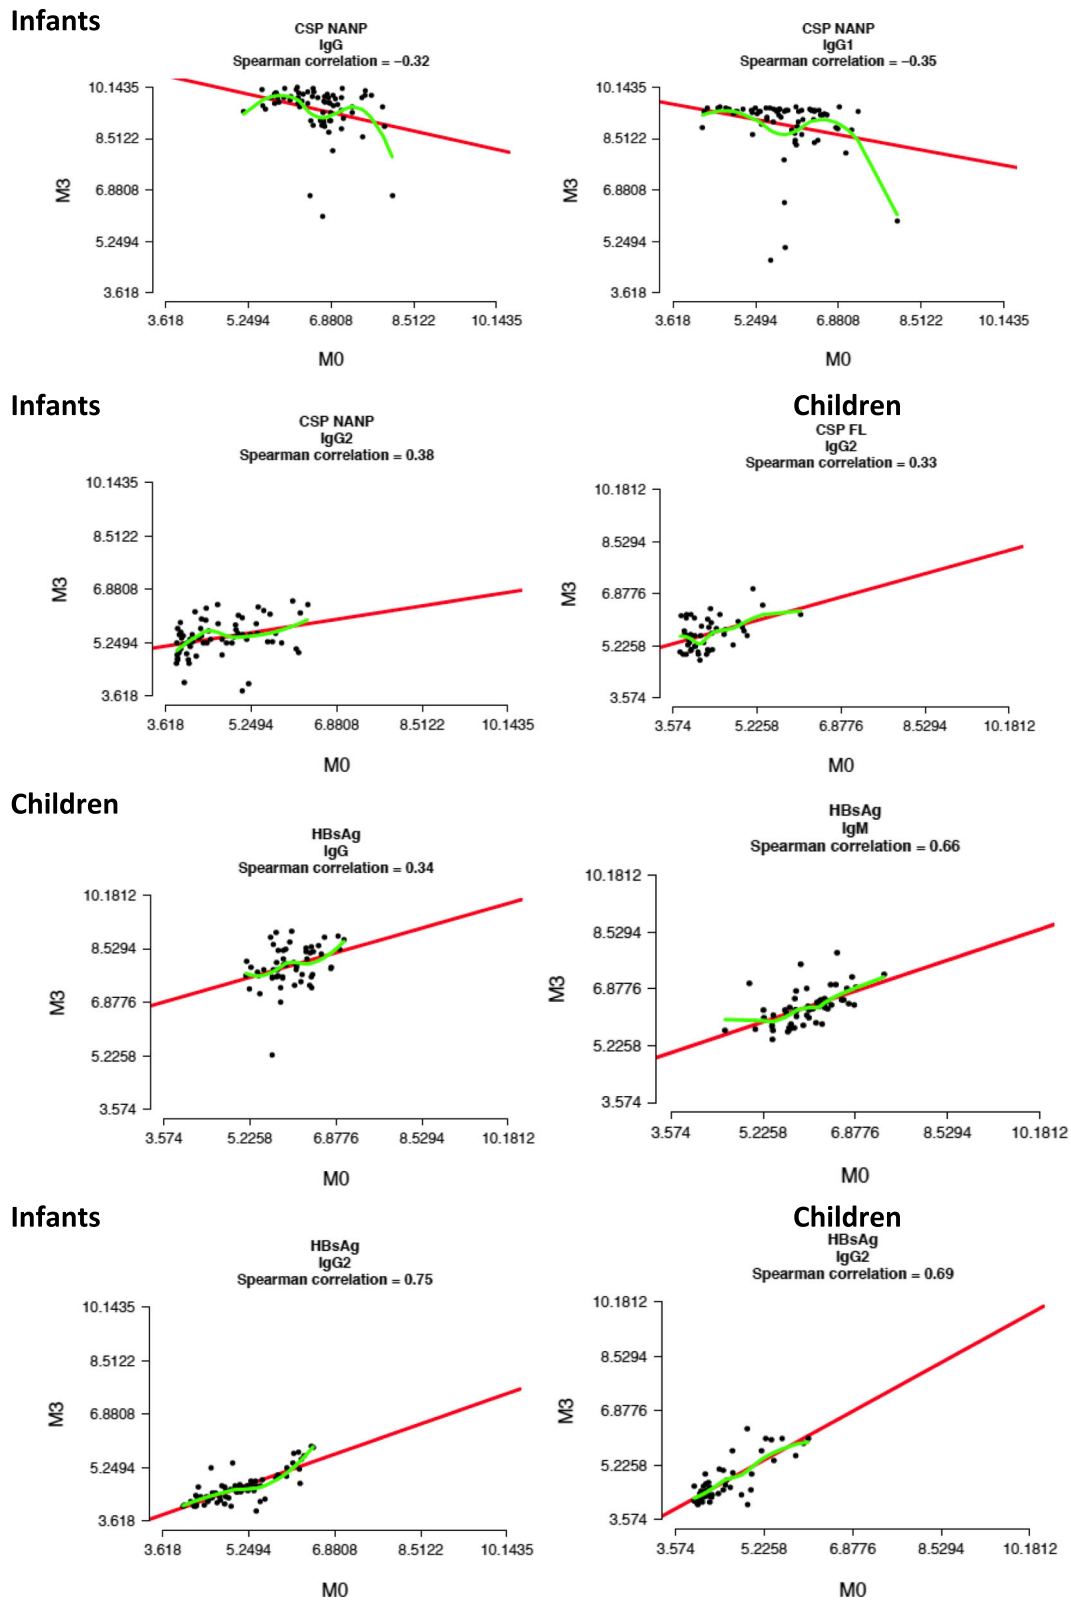 Infants
CSP NANP
IgG
Spearman correlation = −0.32
10.1435
8.5122
6.8808
5.2494
3.618
M3
3.618 5.2494 6.8808 8.5122 10.1435
M0
CSP NANP
IgG1
Spearman correlation = −0.35
10.1435
8.5122
6.8808
5.2494
3.618
M3
3.618 5.2494 6.8808 8.5122 10.1435
M0
Infants
CSP NANP
IgG2
Spearman correlation = 0.38
10.1435
8.5122
6.8808
5.2494
3.618
M3
3.618 5.2494 6.8808 8.5122 10.1435
M0
Children
CSP FL
IgG2
Spearman correlation = 0.33
10.1812
8.5294
6.8776
5.2258
3.574
M3
3.574 5.2258 6.8776 8.5294 10.1812
M0
Children
HBsAg
IgG
Spearman correlation = 0.34
10.1812
8.5294
6.8776
5.2258
3.574
M3
3.574 5.2258 6.8776 8.5294 10.1812
M0
HBsAg
IgM
Spearman correlation = 0.66
10.1812
8.5294
6.8776
5.2258
3.574
M3
3.574 5.2258 6.8776 8.5294 10.1812
M0
Infants
HBsAg
IgG2
Spearman correlation = 0.75
10.1435
8.5122
6.8808
5.2494
3.618
M3
3.618 5.2494 6.8808 8.5122 10.1435
M0
Children
HBsAg
IgG2
Spearman correlation = 0.69
10.1812
8.5294
6.8776
5.2258
3.574
M3
3.574 5.2258 6.8776 8.5294 10.1812
M0